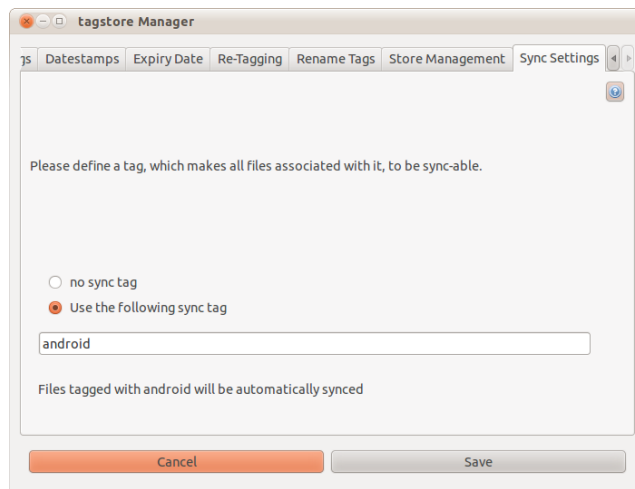 tagstore Manager
Datestamps Expiry Date Re-Tagging Rename Tags Store Management Sync Settings
Please define a tag, which makes all files associated with it, to be sync-able.
no sync tag
Use the following sync tag
android
Files tagged with android will be automatically synced
Cancel Save